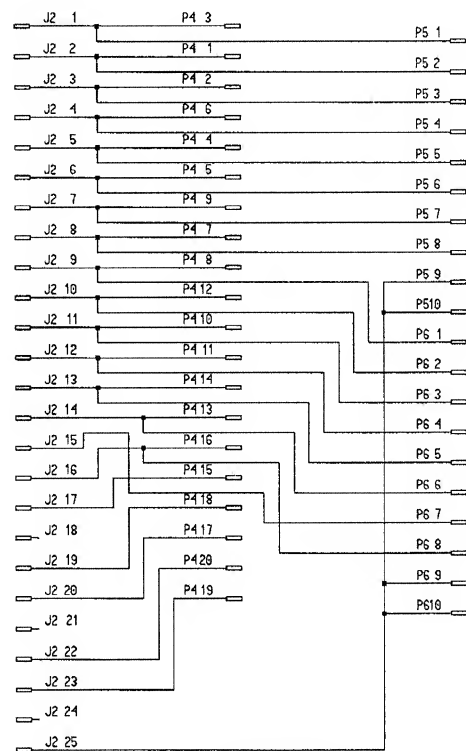 J2 1 P4 3
P5 1
J2 2 P4 1
P5 2
J2 3 P4 2
P5 3
J2 4 P4 6
P5 4
J2 5 P4 4
P5 5
J2 6 P4 5
P5 6
J2 7 P4 9
P5 7
J2 8 P4 7
P5 8
J2 9 P4 8
P5 9
J2 10 P4 12
P5 10
J2 11 P4 10
P6 1
J2 12 P4 11
P6 2
J2 13 P4 14
P6 3
J2 14 P4 13
P6 4
J2 15 P4 16
P6 5
J2 16 P4 15
P6 6
J2 17 P4 18
P6 7
J2 18 P4 17
P6 8
J2 19 P4 20
P6 9
J2 20 P4 19
P6 10
J2 21
J2 22
J2 23
J2 24
J2 25